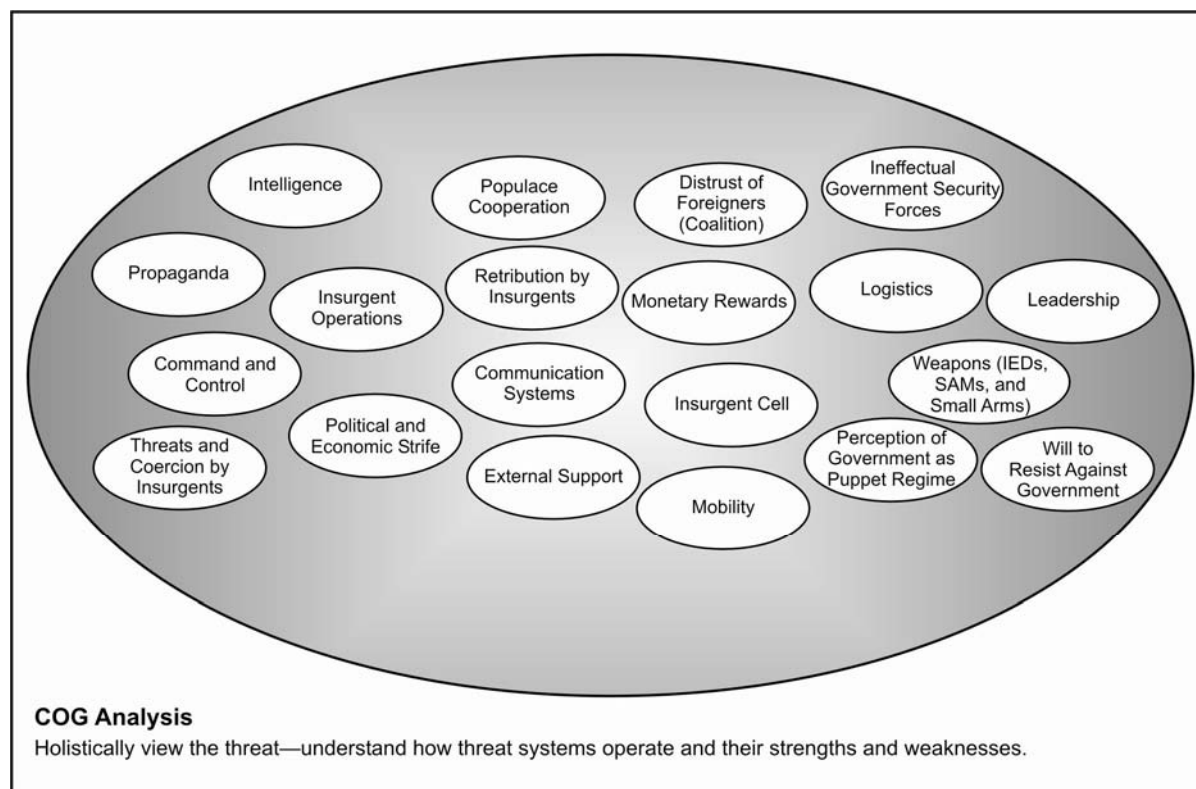 Intelligence
Populace
Cooperation
Distrust of
Foreigners
(Coalition)
Ineffectual
Government Security
Forces
Propaganda
Insurgent
Operations
Retribution by
Insurgents
Monetary Rewards
Logistics
Leadership
Command and
Control
Communication
Systems
Insurgent Cell
Weapons (IEDs,
SAMs, and
Small Arms)
Threats and
Coercion by
Insurgents
Political and
Economic Strife
External Support
Mobility
Perception of
Government as
Puppet Regime
Will to
Resist Against
Government
COG Analysis
Holistically view the threat—understand how threat systems operate and their strengths and weaknesses.